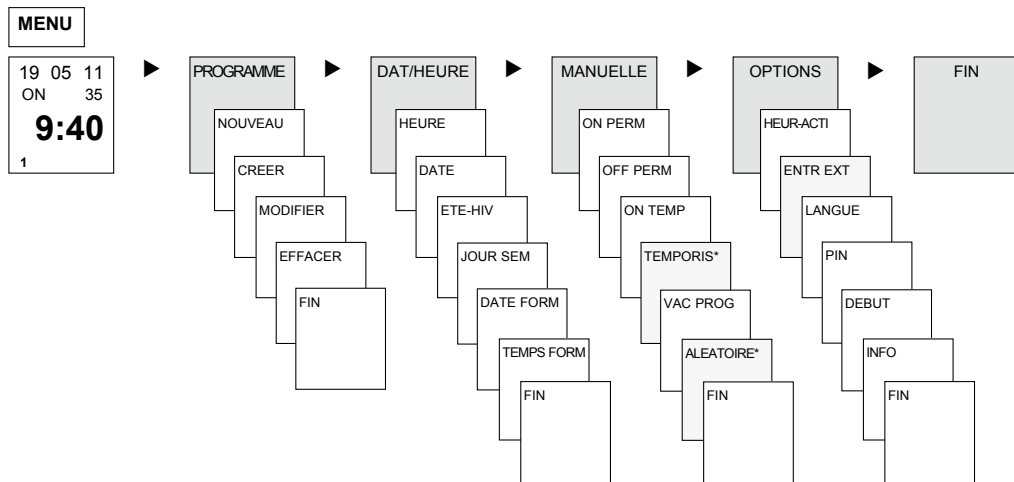 MENU
19 05 11
ON 35
9:40
1
PROGRAMME
NOUVEAU
CREER
MODIFIER
EFFACER
FIN
DAT/HEURE
HEURE
DATE
ETE-HIV
JOUR SEM
DATE FORM
TEMPS FORM
FIN
MANUELLE
ON PERM
OFF PERM
ON TEMP
TEMPORIS*
VAC PROG
ALEATOIRE*
FIN
OPTIONS
HEUR-ACTI
ENTR EXT
LANGUE
PIN
DEBUT
INFO
FIN
FIN